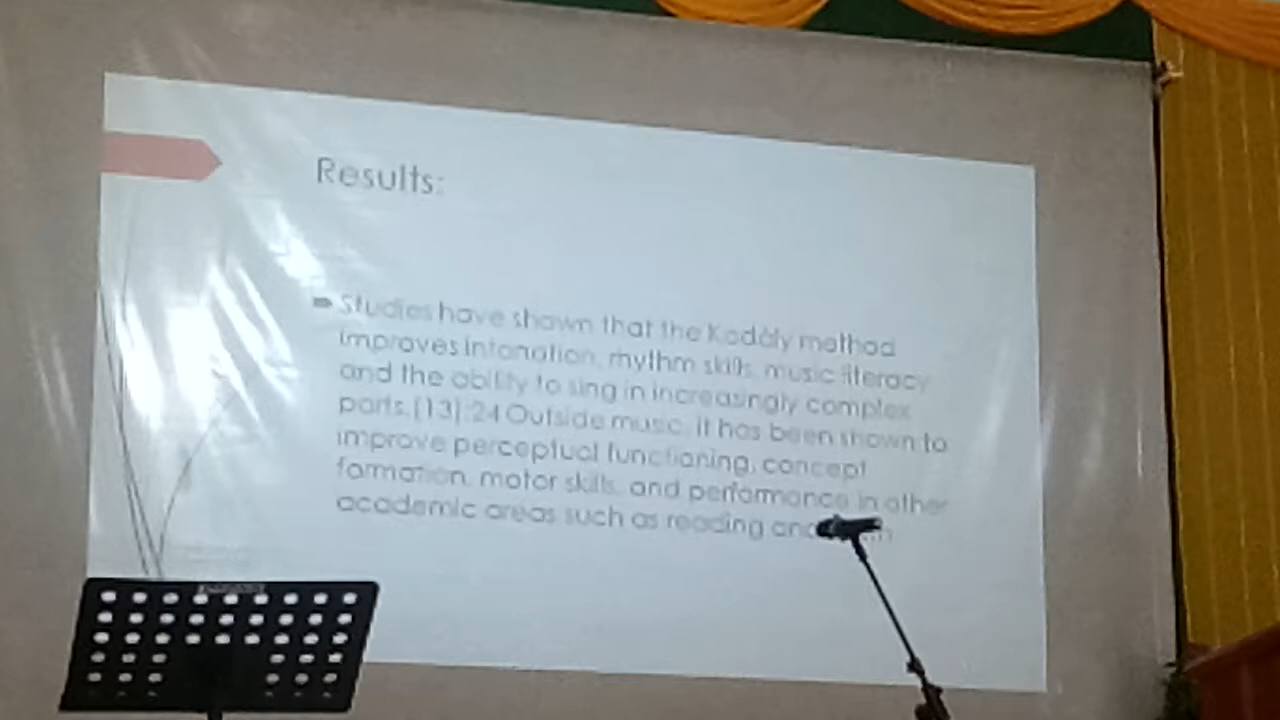 Results:
Studies have shown that the Kodály method
improves intonation, rhythm skills, music literacy
and the ability to sing in increasingly complex
parts.[13]:24 Outside music, it has been shown to
improve perceptual functioning, concept
formation, motor skills, and performance in other
academic areas such as reading and